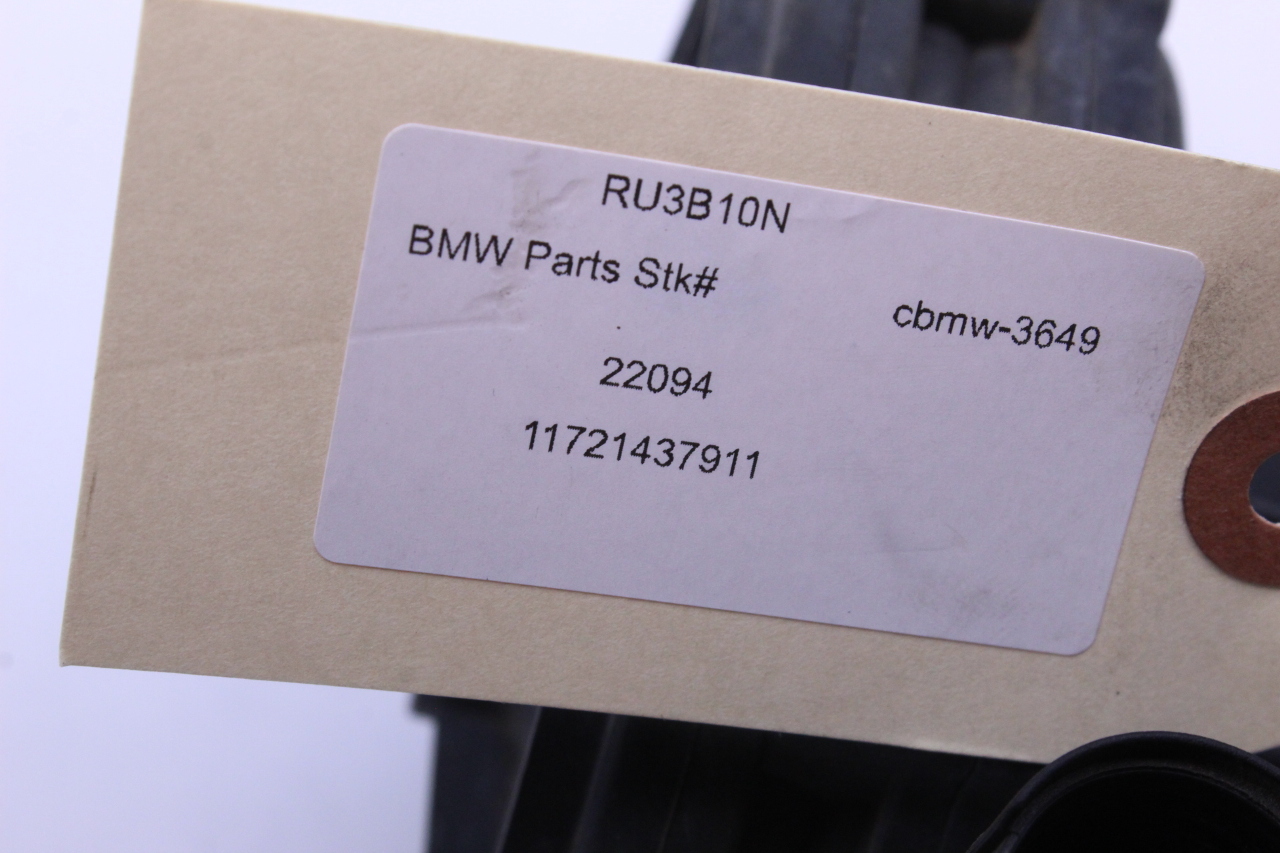 RU3B10N
BMW Parts Stk#
cbmw-3649
22094
11721437911